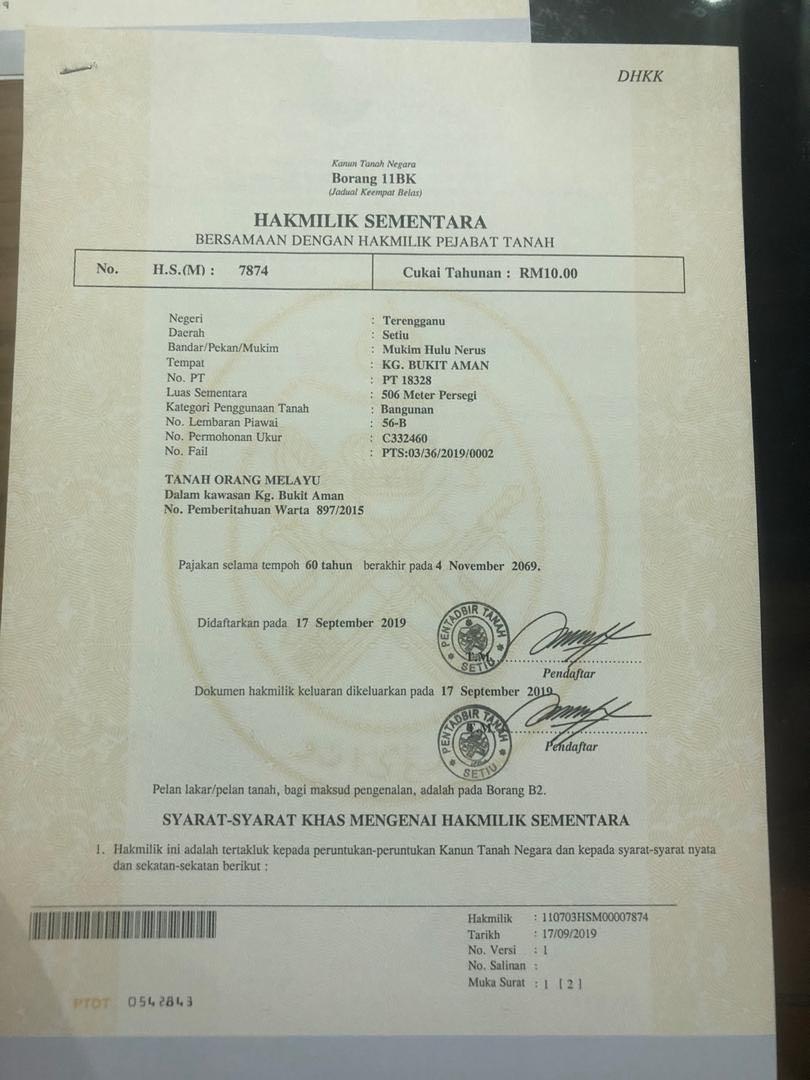 DHKK
Kanun Tanah Negara
Borang 11BK
(Jadual Keempat Belas)
HAKMILIK SEMENTARA
BERSAMAAN DENGAN HAKMILIK PEJABAT TANAH
No. H.S.(M) : 7874 Cukai Tahunan : RM10.00
Negeri : Terengganu
Daerah : Setiu
Bandar/Pekan/Mukim : Mukim Hulu Nerus
Tempat : KG. BUKIT AMAN
No. PT : PT 18328
Luas Sementara : 506 Meter Persegi
Kategori Penggunaan Tanah : Bangunan
No. Lembaran Piawai : 56-B
No. Permohonan Ukur : C332460
No. Fail : PTS:03/36/2019/0002
TANAH ORANG MELAYU
Dalam kawasan Kg. Bukit Aman
No. Pemberitahuan Warta 897/2015
Pajakan selama tempoh 60 tahun berakhir pada 4 November 2069.
Didaftarkan pada 17 September 2019
PENTADBIR TANAH
T.M.
SETIU
Pendaftar
Dokumen hakmilik keluaran dikeluarkan pada 17 September 2019
PENTADBIR TANAH
T.M.
SETIU
Pendaftar
Pelan lakar/pelan tanah, bagi maksud pengenalan, adalah pada Borang B2.
SYARAT-SYARAT KHAS MENGENAI HAKMILIK SEMENTARA
1. Hakmilik ini adalah tertakluk kepada peruntukan-peruntukan Kanun Tanah Negara dan kepada syarat-syarat nyata
dan sekatan-sekatan berikut :
Hakmilik : 110703HSM00007874
Tarikh : 17/09/2019
No. Versi : 1
No. Salinan :
Muka Surat : 1 [ 2 ]
PTDT 0542843